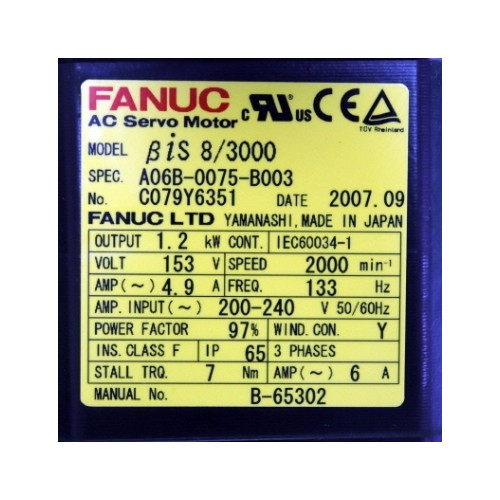 FANUC c RU us CE TÜV Rheinland
AC Servo Motor
MODEL βiS 8/3000
SPEC. A06B-0075-B003
No. C079Y6351 DATE 2007.09
FANUC LTD YAMANASHI, MADE IN JAPAN
OUTPUT 1.2 kW CONT. IEC60034-1
VOLT 153 V SPEED 2000 min⁻¹
AMP(~) 4.9 A FREQ. 133 Hz
AMP. INPUT(~) 200-240 V 50/60Hz
POWER FACTOR 97% WIND. CON. Y
INS. CLASS F IP 65 3 PHASES
STALL TRQ. 7 Nm AMP(~) 6 A
MANUAL No. B-65302